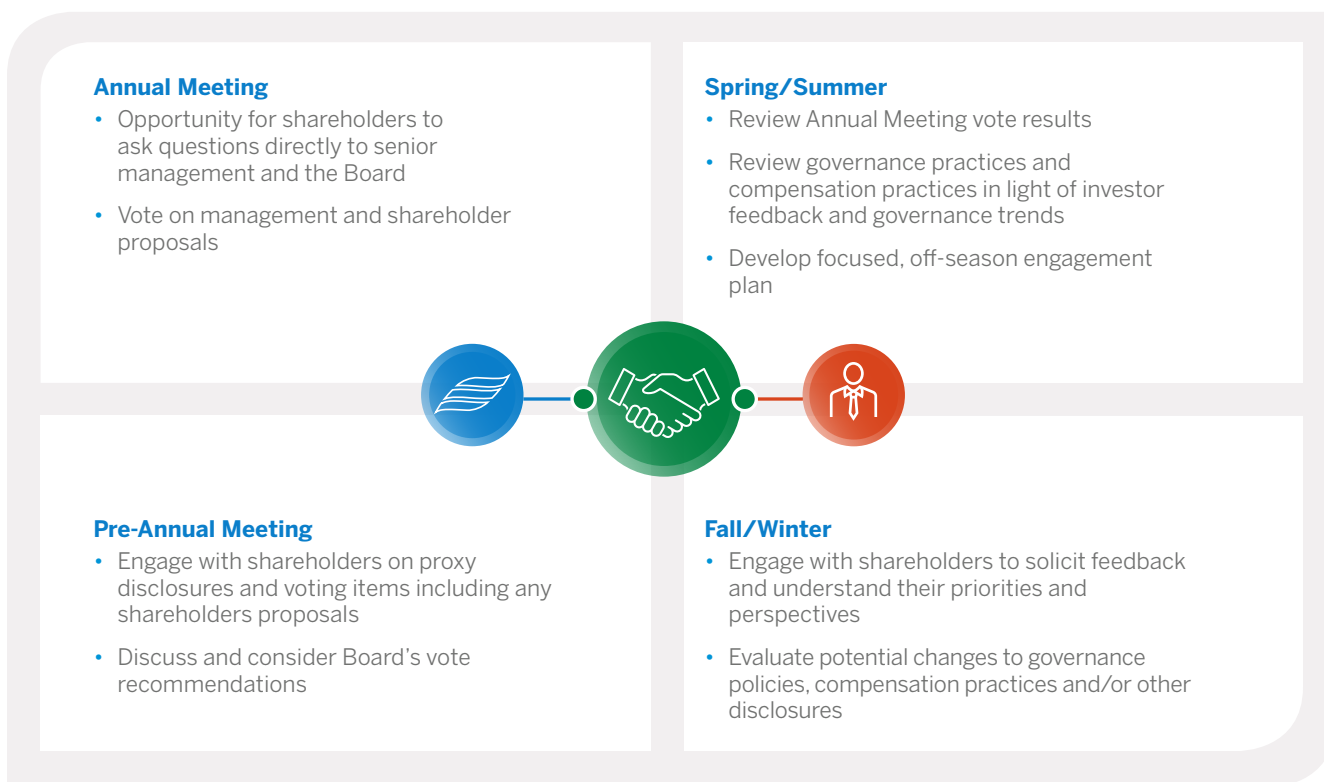 Annual Meeting
• Opportunity for shareholders to
ask questions directly to senior
management and the Board
• Vote on management and shareholder
proposals
Spring/Summer
• Review Annual Meeting vote results
• Review governance practices and
compensation practices in light of investor
feedback and governance trends
• Develop focused, off-season engagement
plan
Pre-Annual Meeting
• Engage with shareholders on proxy
disclosures and voting items including any
shareholders proposals
• Discuss and consider Board’s vote
recommendations
Fall/Winter
• Engage with shareholders to solicit feedback
and understand their priorities and
perspectives
• Evaluate potential changes to governance
policies, compensation practices and/or other
disclosures